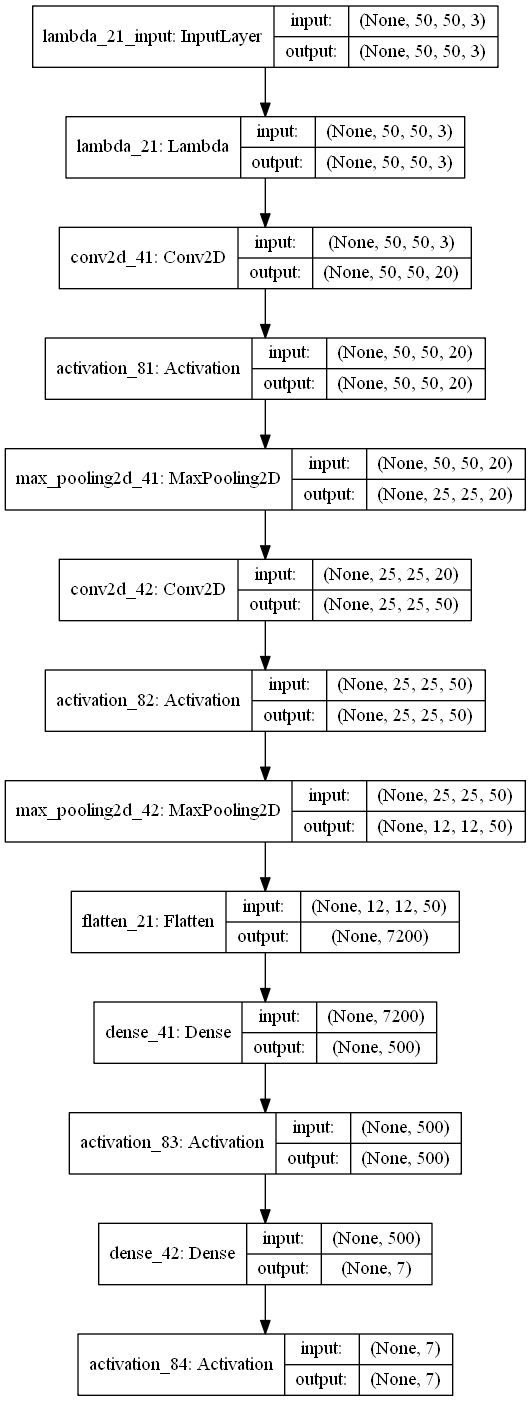 lambda_21_input: InputLayer
input: (None, 50, 50, 3)
output: (None, 50, 50, 3)
lambda_21: Lambda
input: (None, 50, 50, 3)
output: (None, 50, 50, 3)
conv2d_41: Conv2D
input: (None, 50, 50, 3)
output: (None, 50, 50, 20)
activation_81: Activation
input: (None, 50, 50, 20)
output: (None, 50, 50, 20)
max_pooling2d_41: MaxPooling2D
input: (None, 50, 50, 20)
output: (None, 25, 25, 20)
conv2d_42: Conv2D
input: (None, 25, 25, 20)
output: (None, 25, 25, 50)
activation_82: Activation
input: (None, 25, 25, 50)
output: (None, 25, 25, 50)
max_pooling2d_42: MaxPooling2D
input: (None, 25, 25, 50)
output: (None, 12, 12, 50)
flatten_21: Flatten
input: (None, 12, 12, 50)
output: (None, 7200)
dense_41: Dense
input: (None, 7200)
output: (None, 500)
activation_83: Activation
input: (None, 500)
output: (None, 500)
dense_42: Dense
input: (None, 500)
output: (None, 7)
activation_84: Activation
input: (None, 7)
output: (None, 7)